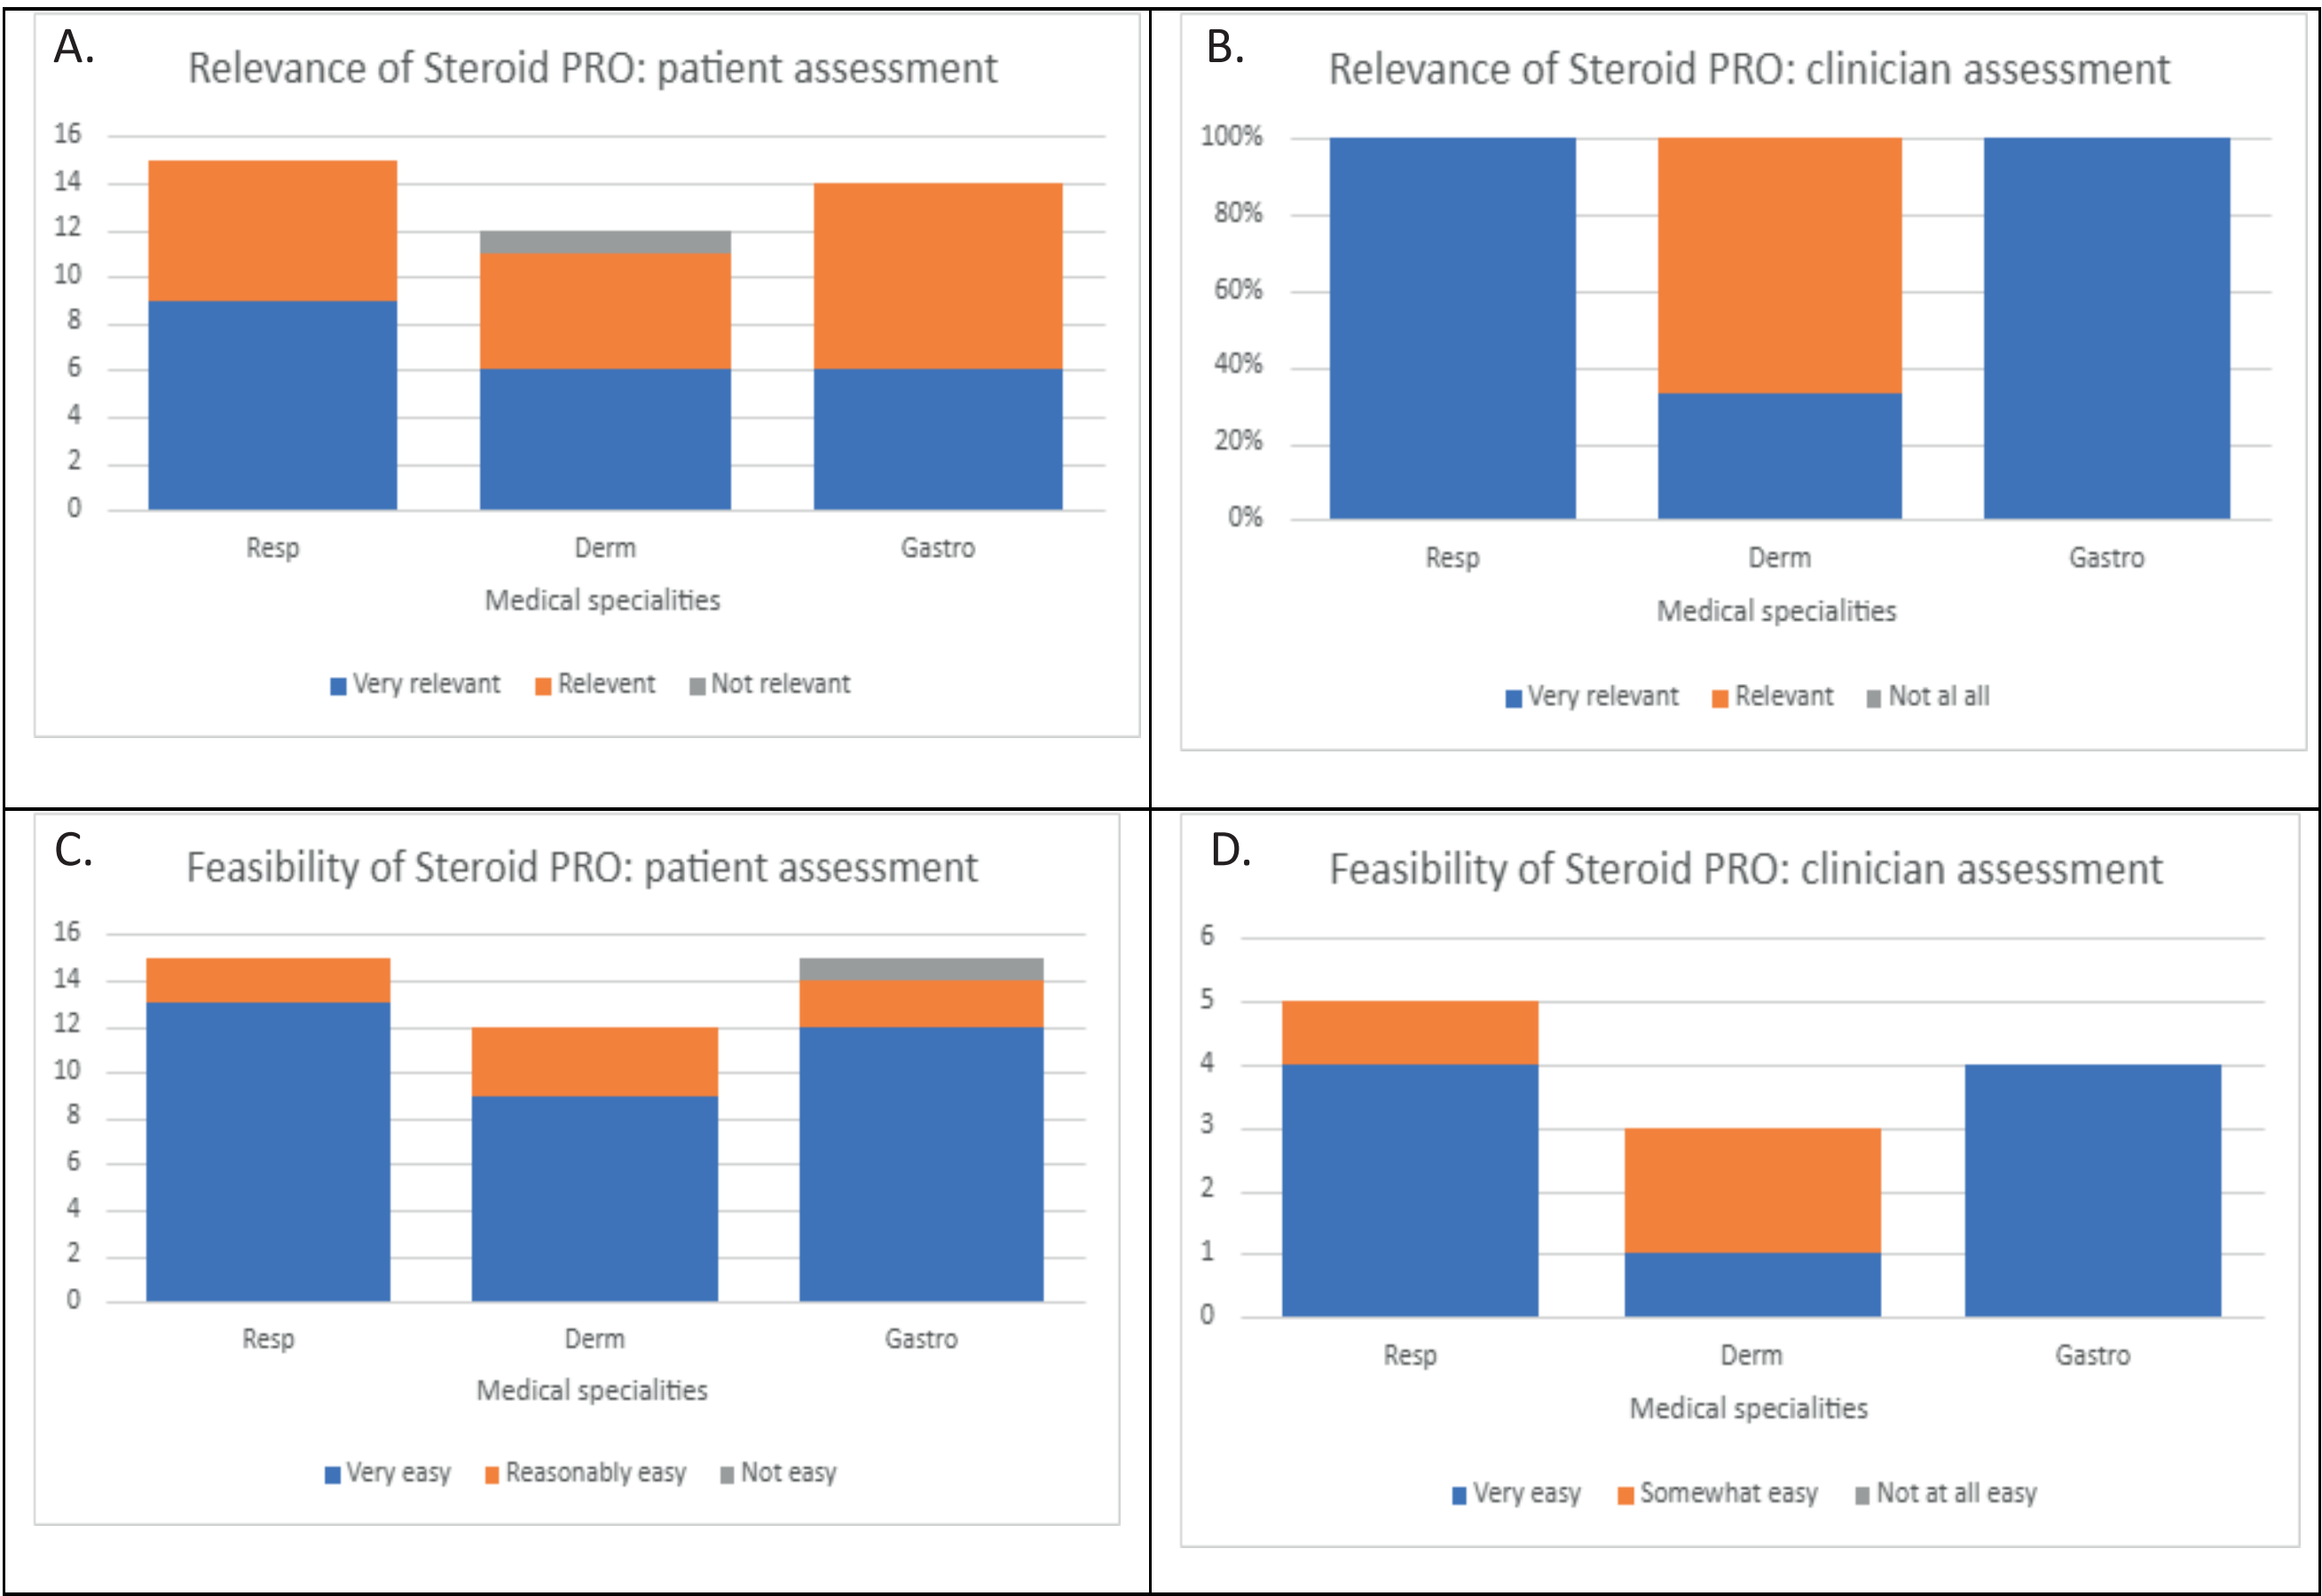 A.
Relevance of Steroid PRO: patient assessment
16
14
12
10
8
6
4
2
0
Resp Derm Gastro
Medical specialities
Very relevant Relevent Not relevant
B.
Relevance of Steroid PRO: clinician assessment
100%
80%
60%
40%
20%
0%
Resp Derm Gastro
Medical specialities
Very relevant Relevant Not al all
C.
Feasibility of Steroid PRO: patient assessment
16
14
12
10
8
6
4
2
0
Resp Derm Gastro
Medical specialities
Very easy Reasonably easy Not easy
D.
Feasibility of Steroid PRO: clinician assessment
6
5
4
3
2
1
0
Resp Derm Gastro
Medical specialities
Very easy Somewhat easy Not at all easy